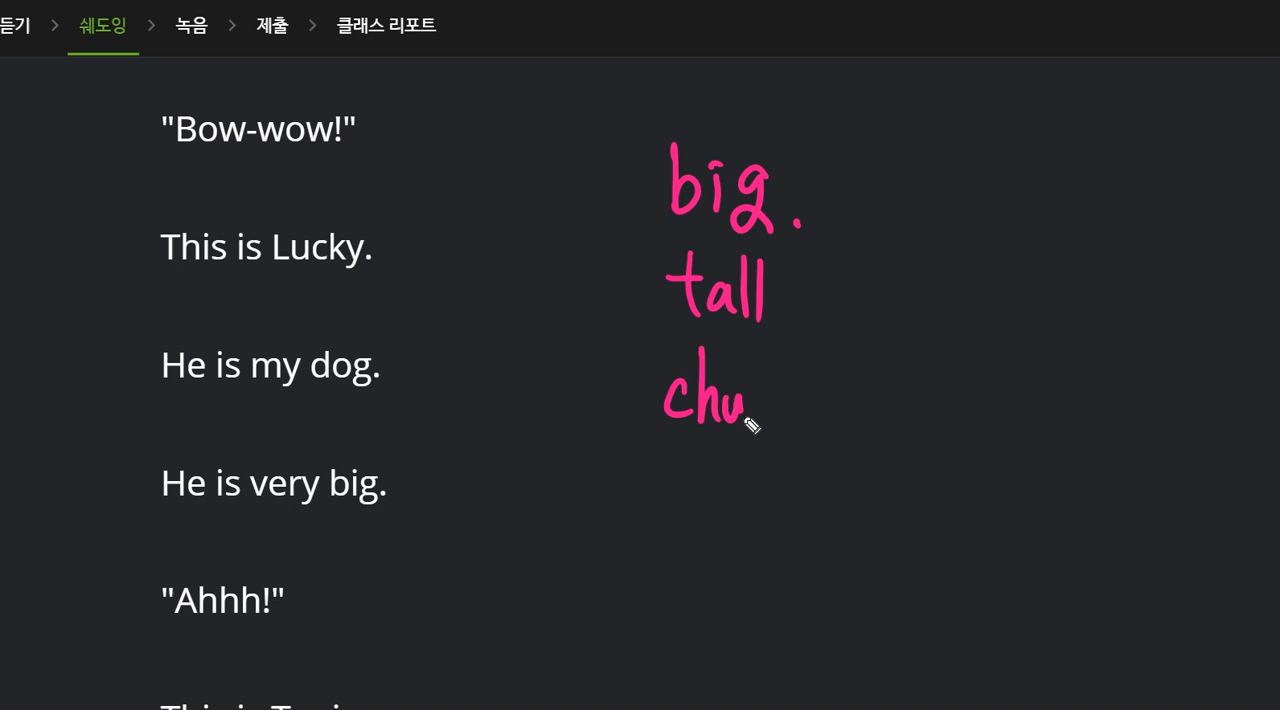 듣기 > 쉐도잉 > 녹음 > 제출 > 클래스 리포트
"Bow-wow!"
This is Lucky.
He is my dog.
He is very big.
"Ahhh!"
big.
tall
chu